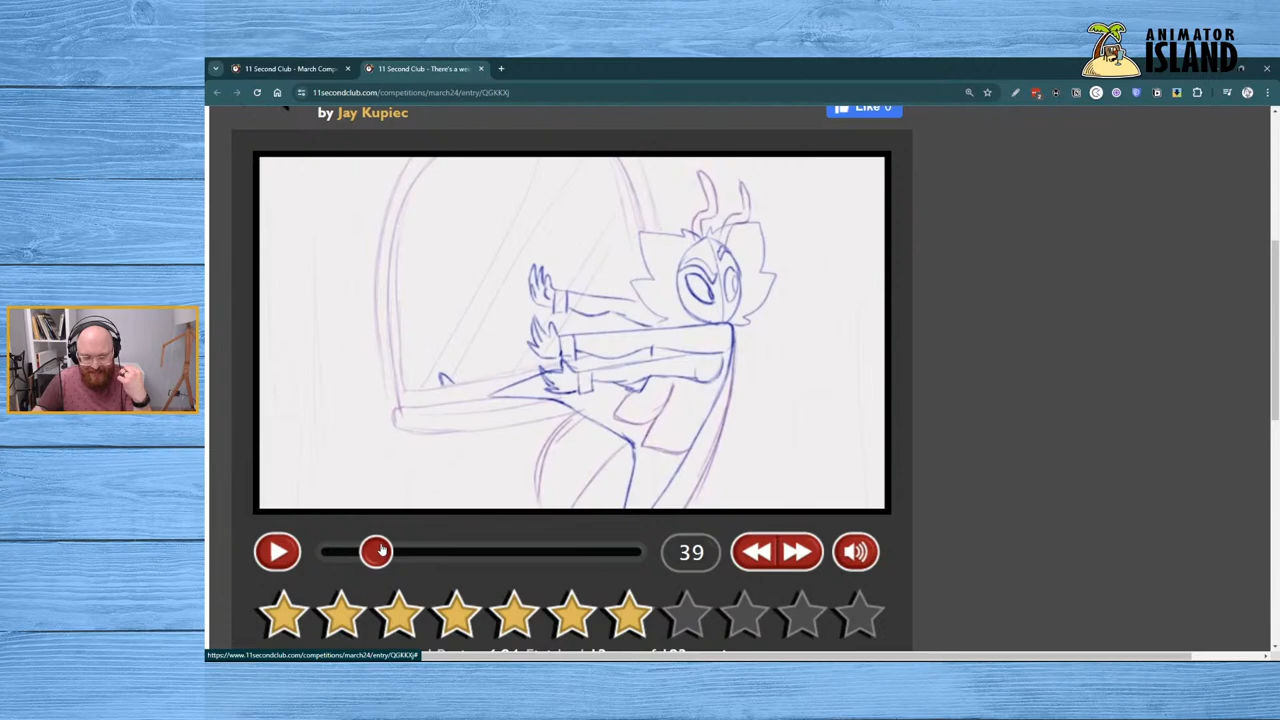 ANIMATOR
ISLAND
11 Second Club - March Comp
11 Second Club - There's a we
11secondclub.com/competitions/march24/entry/QGKKXj
by Jay Kupiec
Like 0
39
https://www.11secondclub.com/competitions/march24/entry/QGKKXj#